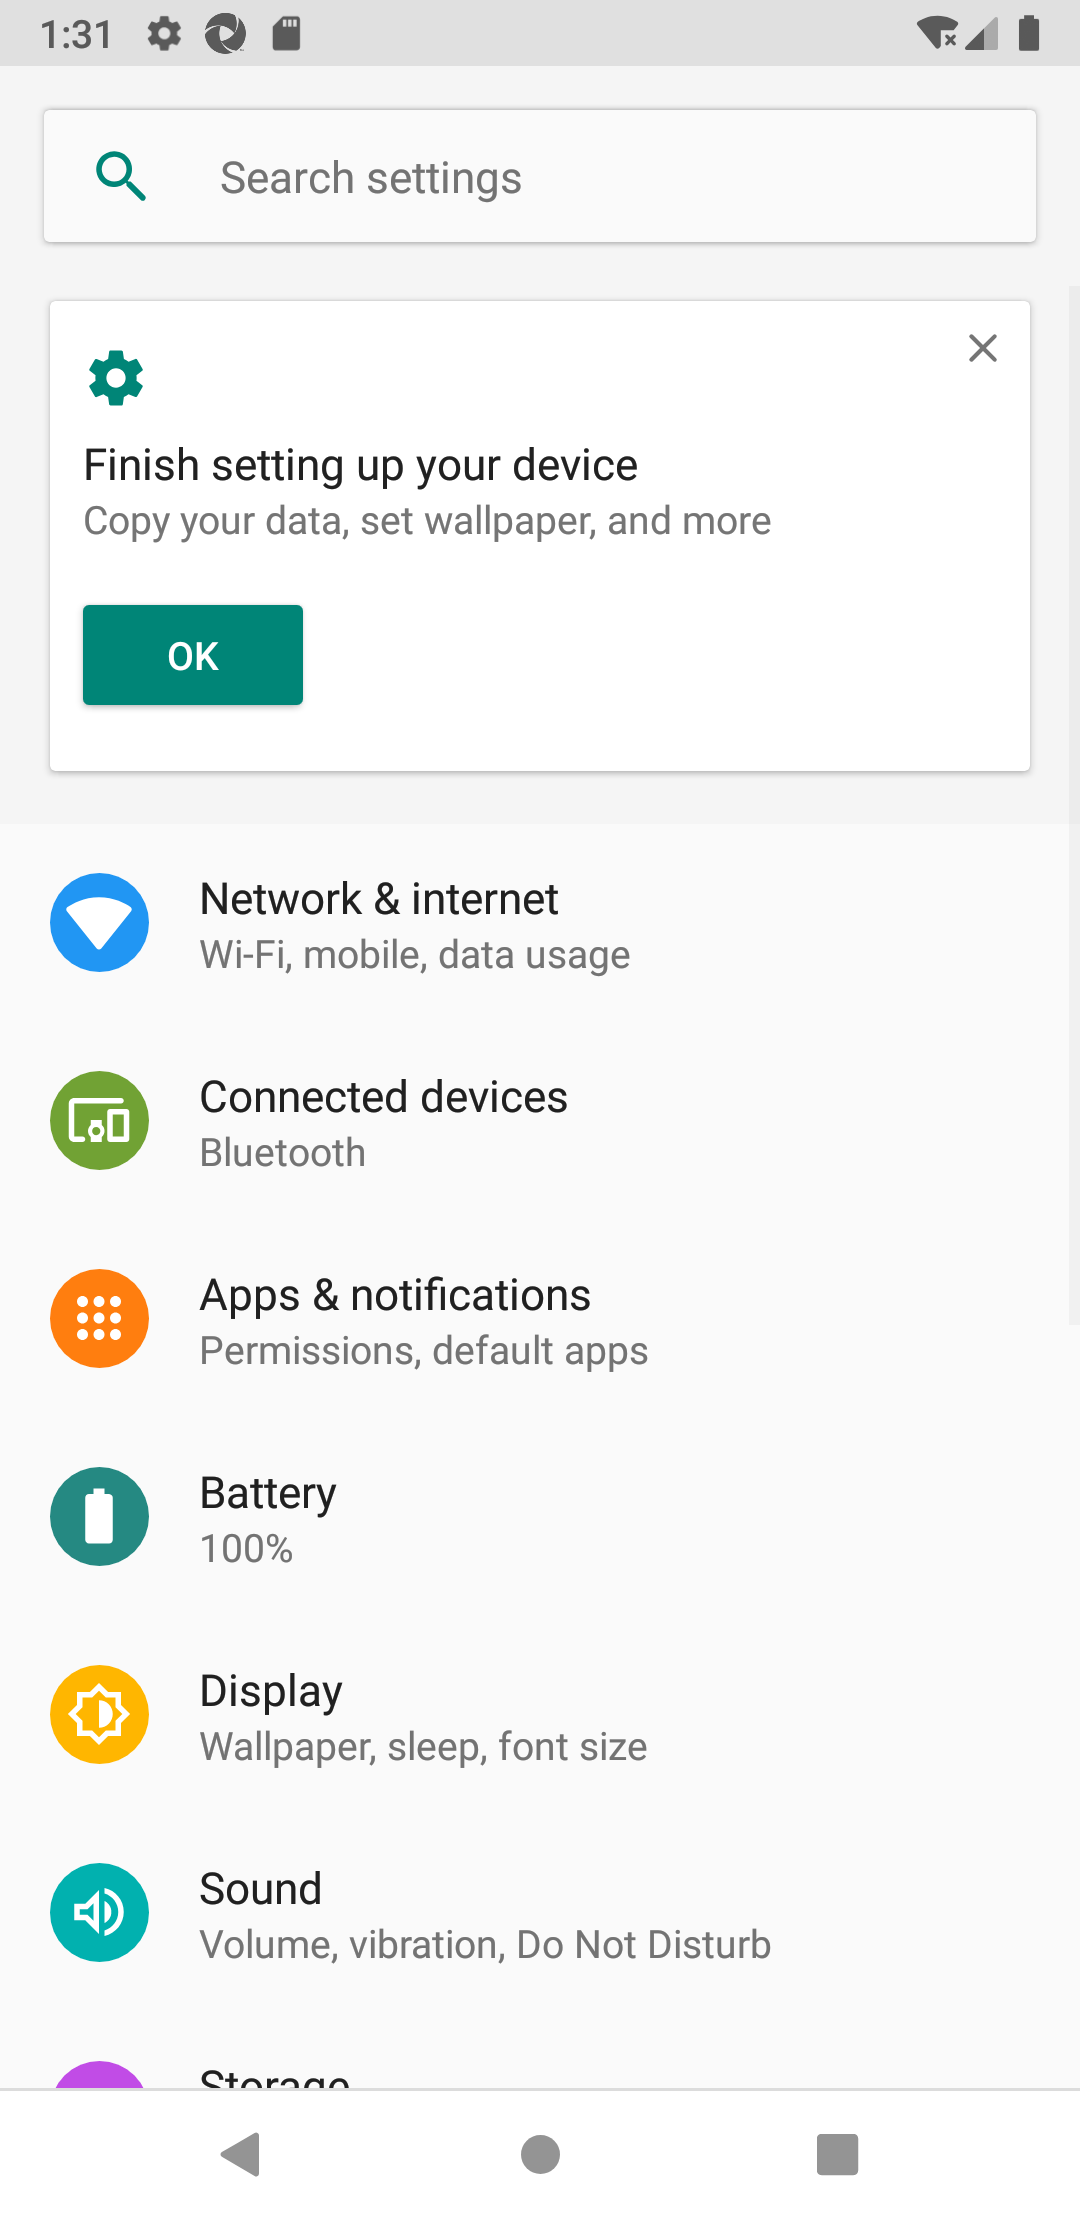 1:31
Search settings
Finish setting up your device
Copy your data, set wallpaper, and more
OK
Network & internet
Wi-Fi, mobile, data usage
Connected devices
Bluetooth
Apps & notifications
Permissions, default apps
Battery
100%
Display
Wallpaper, sleep, font size
Sound
Volume, vibration, Do Not Disturb
Storage